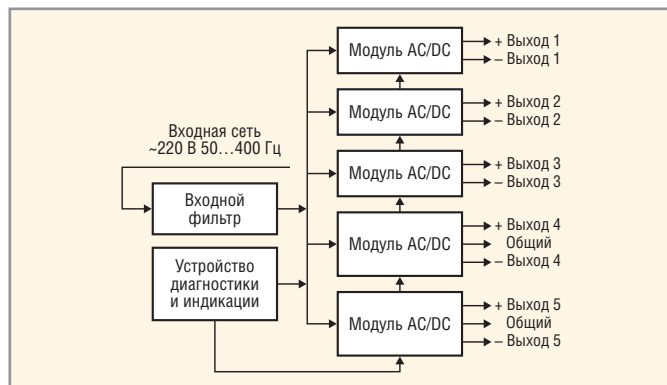 Входная сеть
~220 В 50...400 Гц
Входной
фильтр
Устройство
диагностики
и индикации
Модуль AC/DC
+ Выход 1
– Выход 1
Модуль AC/DC
+ Выход 2
– Выход 2
Модуль AC/DC
+ Выход 3
– Выход 3
Модуль AC/DC
+ Выход 4
Общий
– Выход 4
Модуль AC/DC
+ Выход 5
Общий
– Выход 5